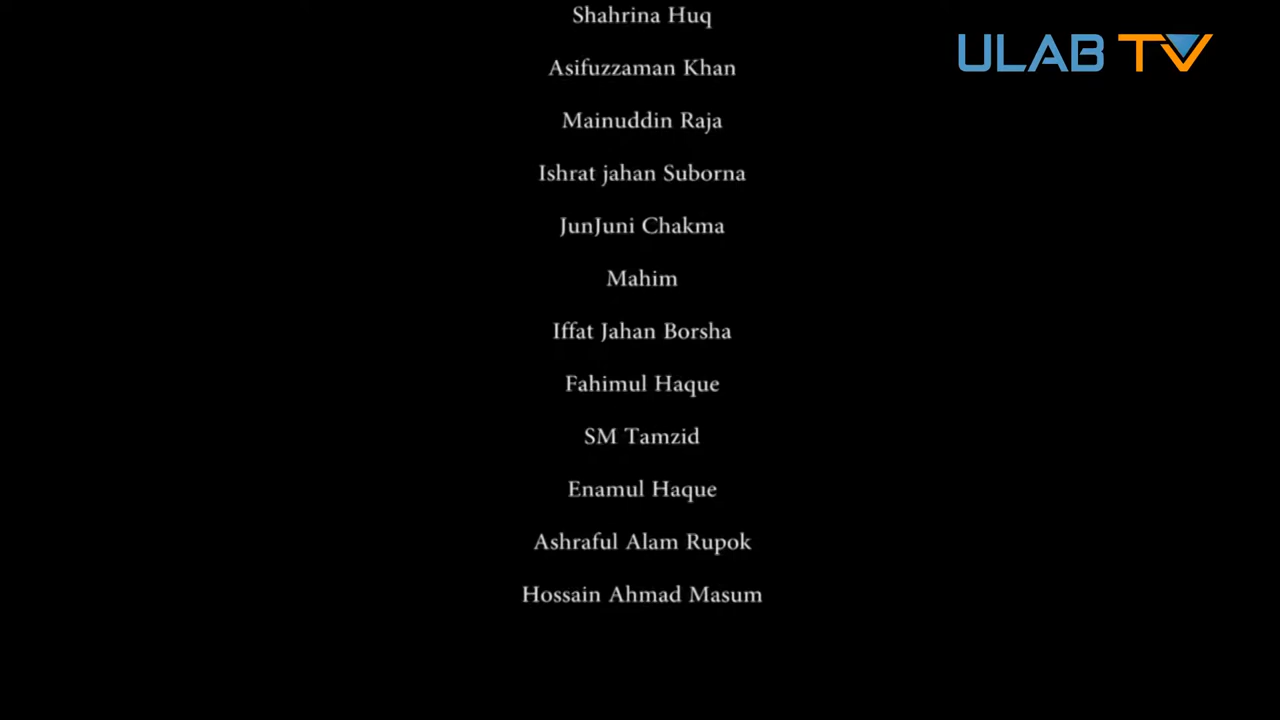 Shahrina Huq
ULAB TV
Asifuzzaman Khan
Mainuddin Raja
Ishrat jahan Suborna
JunJuni Chakma
Mahim
Iffat Jahan Borsha
Fahimul Haque
SM Tamzid
Enamul Haque
Ashraful Alam Rupok
Hossain Ahmad Masum